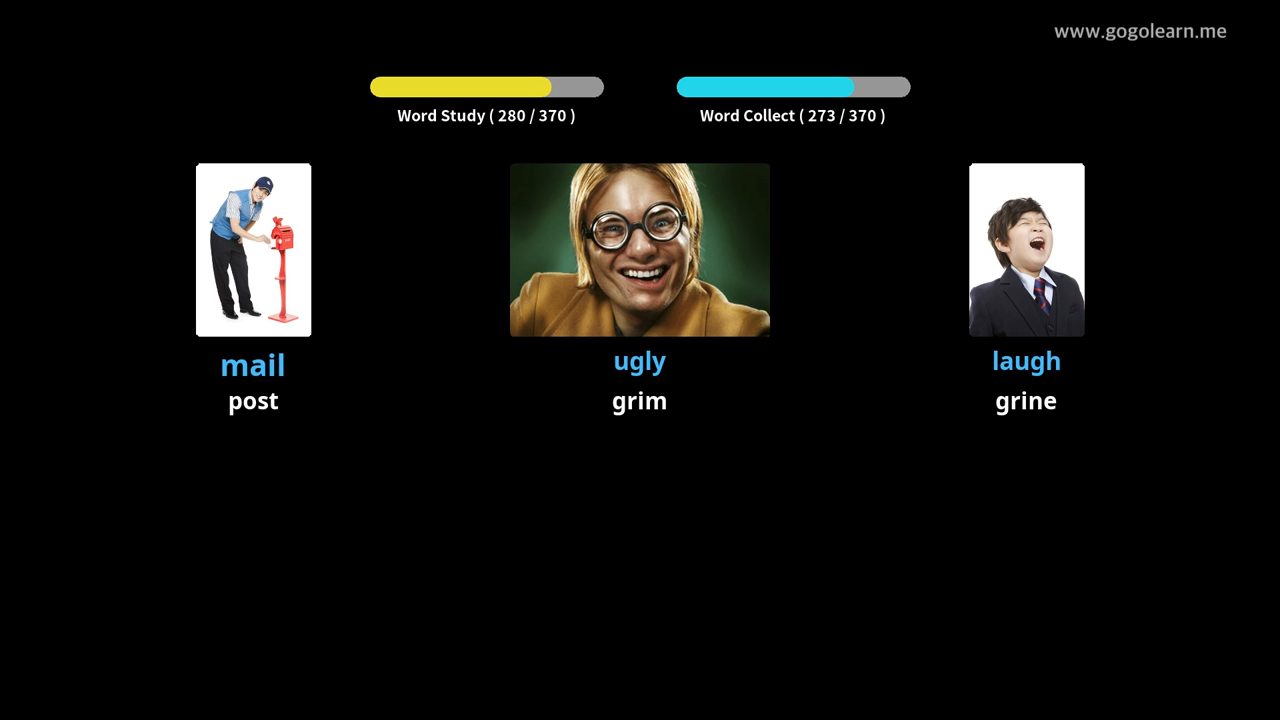 www.gogolearn.me
Word Study ( 280 / 370 )
Word Collect ( 273 / 370 )
mail
post
ugly
grim
laugh
grine